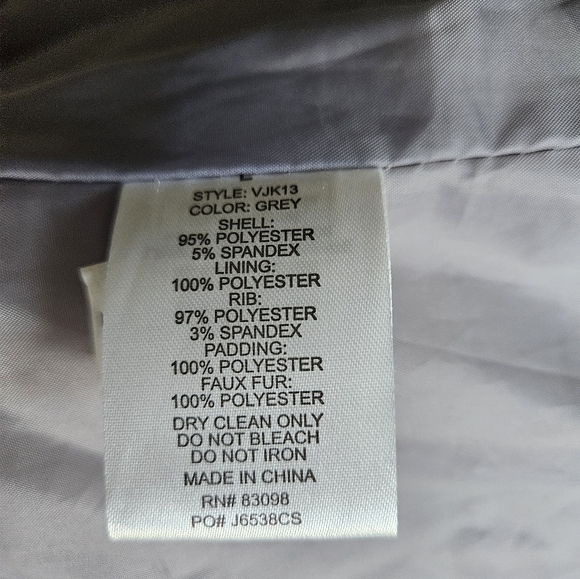 STYLE: VJK13
COLOR: GREY
SHELL:
95% POLYESTER
5% SPANDEX
LINING:
100% POLYESTER
RIB:
97% POLYESTER
3% SPANDEX
PADDING:
100% POLYESTER
FAUX FUR:
100% POLYESTER
DRY CLEAN ONLY
DO NOT BLEACH
DO NOT IRON
MADE IN CHINA
RN# 83098
PO# J6538CS